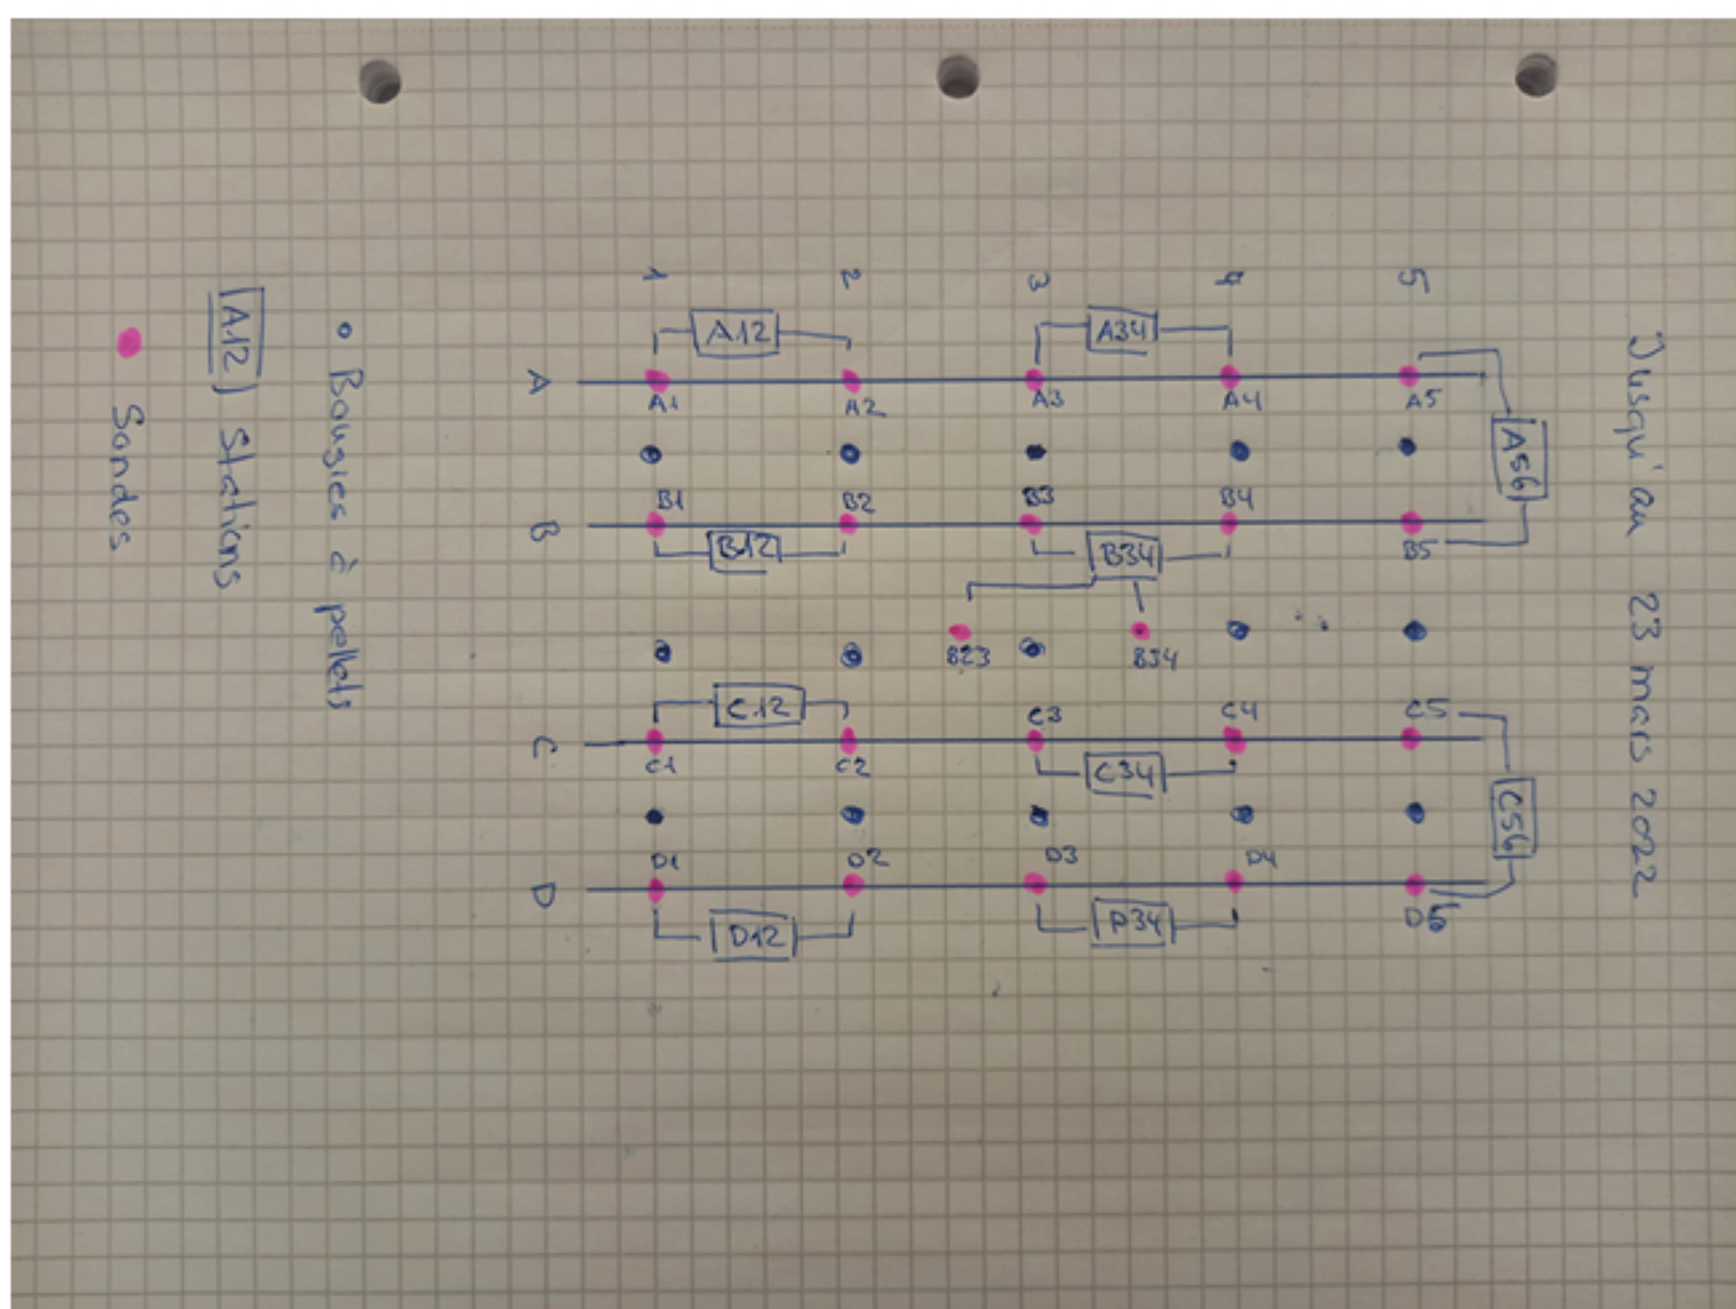 Jusqu'au 23 mars 2022
1 2 3 4 5
A12 A34
A
A1 A2 A3 A4 A5
A56
B1 B2 B3 B4
B
B12 B34 B5
B23 B34
C12 C3 C4 C5
C
C1 C2 C34
C56
D1 D2 D3 D4
D
D12 D34 D5
Bougies à pellets
A12 Stations
Sondes